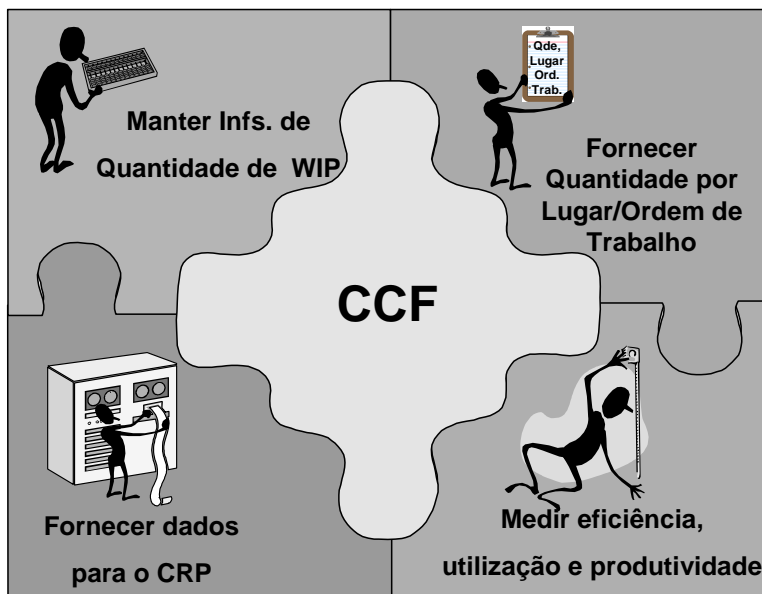 Manter Infs. de
Quantidade de WIP
Qde,
Lugar
Ord.
Trab.
Fornecer
Quantidade por
Lugar/Ordem de
Trabalho
CCF
Fornecer dados
para o CRP
Medir eficiência,
utilização e produtividade